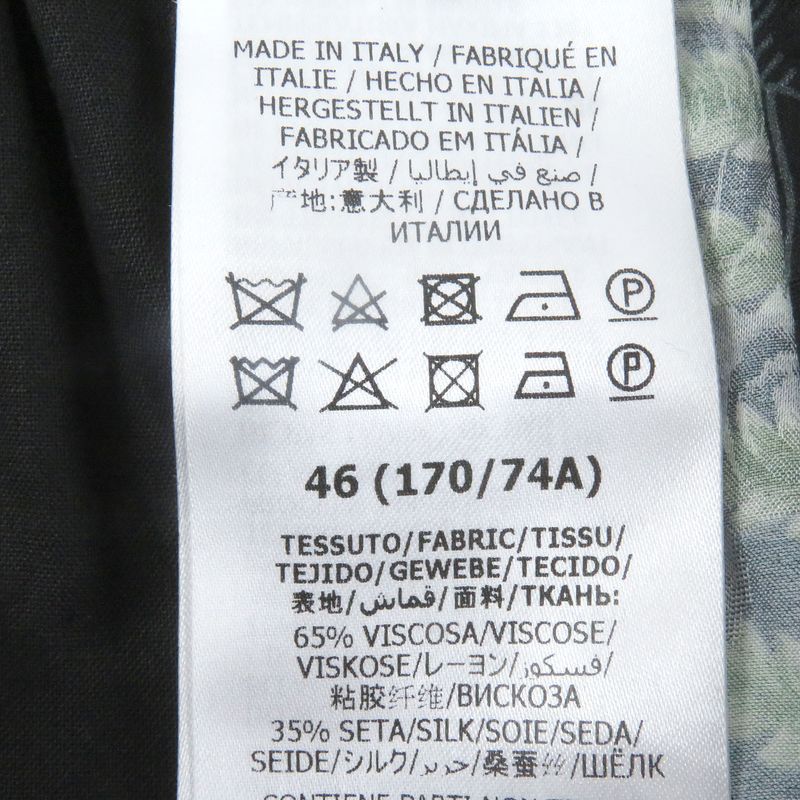 MADE IN ITALY / FABRIQUÉ EN
ITALIE / HECHO EN ITALIA /
HERGESTELLT IN ITALIEN /
FABRICADO EM ITÁLIA /
イタリア製 / صنع في إيطاليا /
产地:意大利 / СДЕЛАНО В
ИТАЛИИ
P
P
46 (170/74A)
TESSUTO/FABRIC/TISSU/
TEJIDO/GEWEBE/TECIDO/
表地/قماش/面料/ТКАНЬ:
65% VISCOSA/VISCOSE/
VISKOSE/レーヨン/فسكوز/
粘胶纤维/ВИСКОЗА
35% SETA/SILK/SOIE/SEDA/
SEIDE/シルク/حرير/桑蚕丝/ШЁЛК
CONTIENE PARTI NON